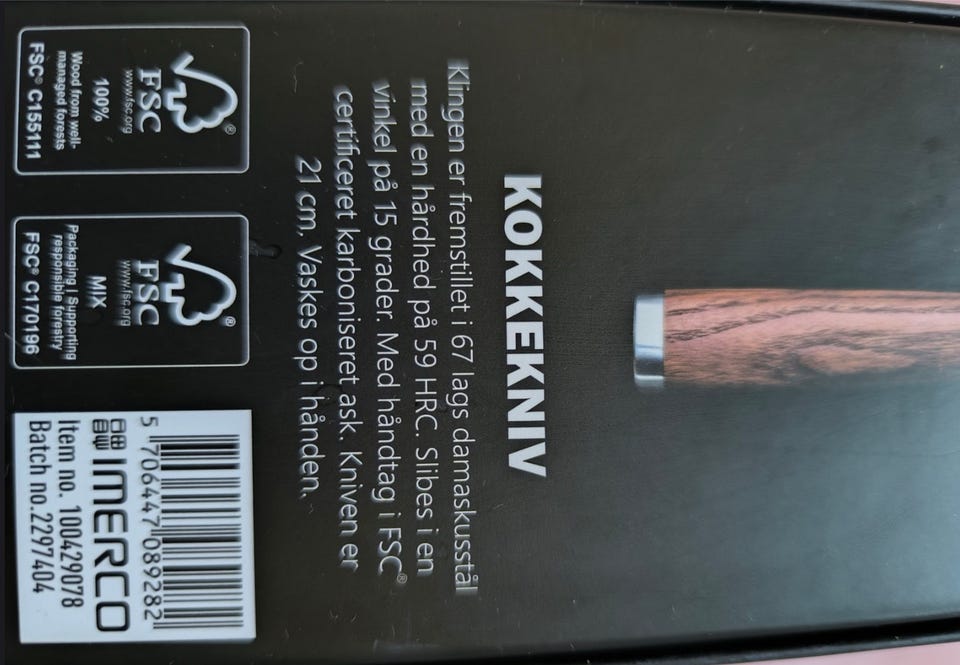 KOKKEKNIV
Klingen er fremstillet i 67 lags damaskusstål
med en hårdhed på 59 HRC. Slibes i en
vinkel på 15 grader. Med håndtag i FSC®
certificeret karboniseret ask. Kniven er
21 cm. Vaskes op i hånden.
®
FSC
www.fsc.org
100%
Wood from well-
managed forests
FSC® C155111
®
FSC
www.fsc.org
MIX
Packaging | Supporting
responsible forestry
FSC® C170196
5 706447 089282
IMERCO
Item no. 100429078
Batch no.2297404